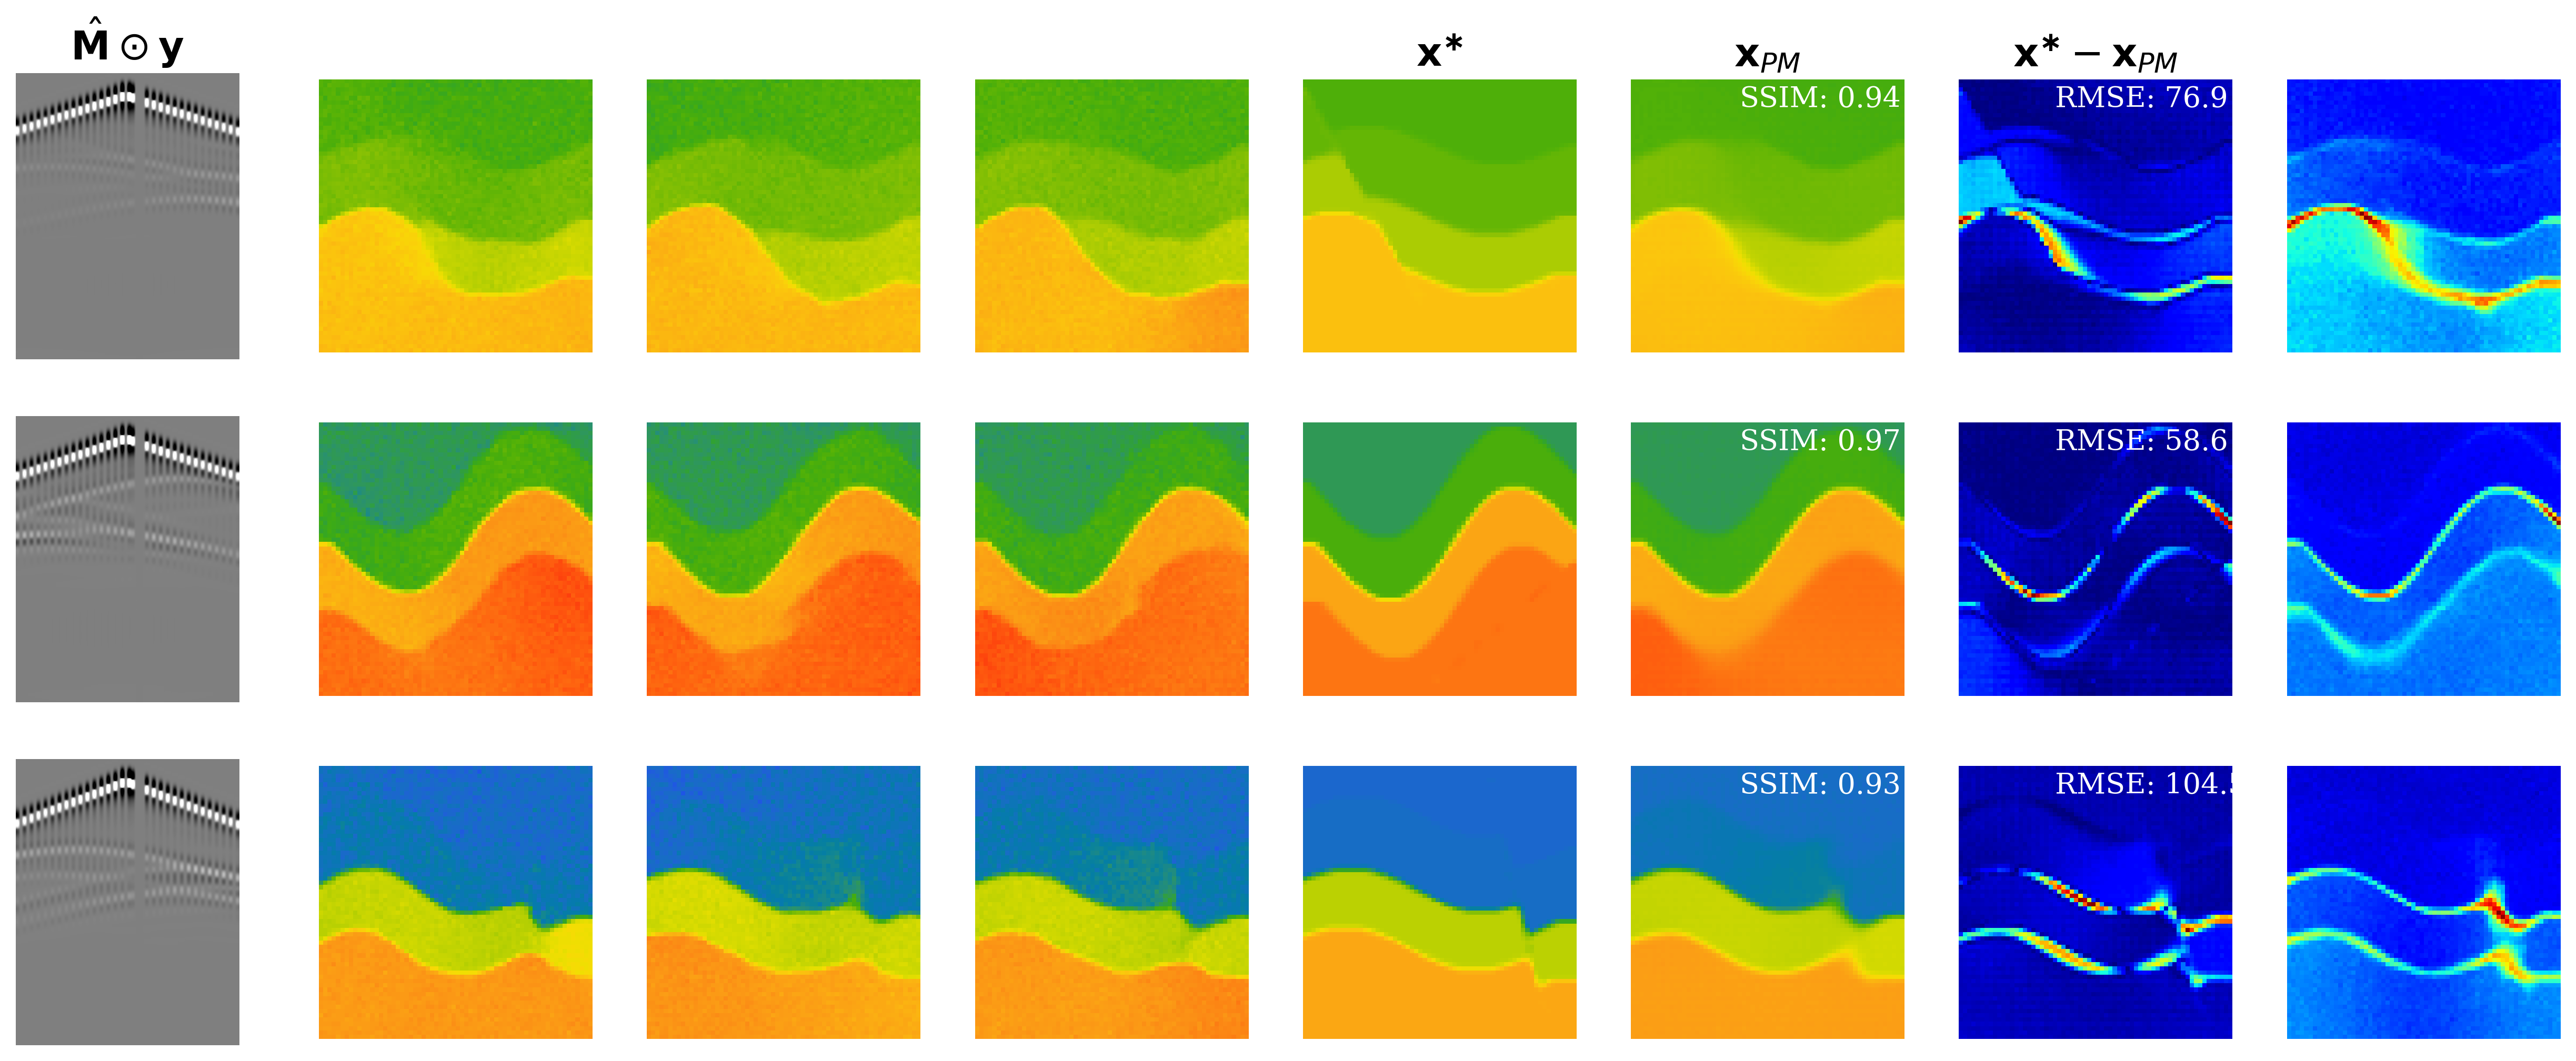 M̂ ⊙ y
x*
x_PM
x* − x_PM
SSIM: 0.94
RMSE: 76.9
SSIM: 0.97
RMSE: 58.6
SSIM: 0.93
RMSE: 104.